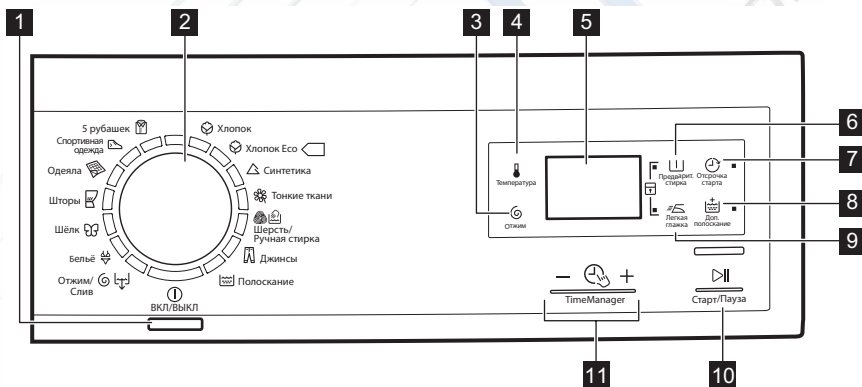 1
2
3
4
5
6
7
8
9
10
11
5 рубашек
Спортивная
одежда
Одеяла
Шторы
Шёлк
Бельё
Отжим/
Слив
ВКЛ/ВЫКЛ
Хлопок
Хлопок Eco
Синтетика
Тонкие ткани
Шерсть/
Ручная стирка
Джинсы
Полоскание
Температура
Отжим
Предварит.
стирка
Отсрочка
старта
Легкая
глажка
Доп.
полоскание
TimeManager
Старт/Пауза